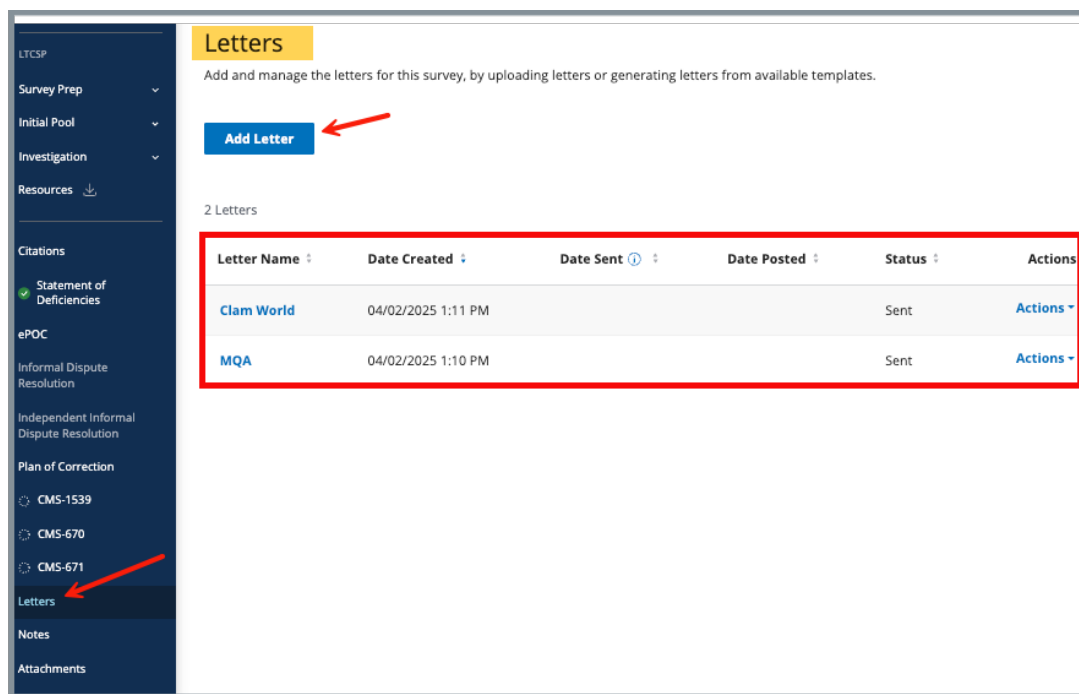 LTCSP
Survey Prep
Initial Pool
Investigation
Resources
Citations
Statement of
Deficiencies
ePOC
Informal Dispute
Resolution
Independent Informal
Dispute Resolution
Plan of Correction
CMS-1539
CMS-670
CMS-671
Letters
Notes
Attachments
Letters
Add and manage the letters for this survey, by uploading letters or generating letters from available templates.
Add Letter
2 Letters
Letter Name Date Created Date Sent Date Posted Status Actions
Clam World 04/02/2025 1:11 PM Sent Actions
MQA 04/02/2025 1:10 PM Sent Actions